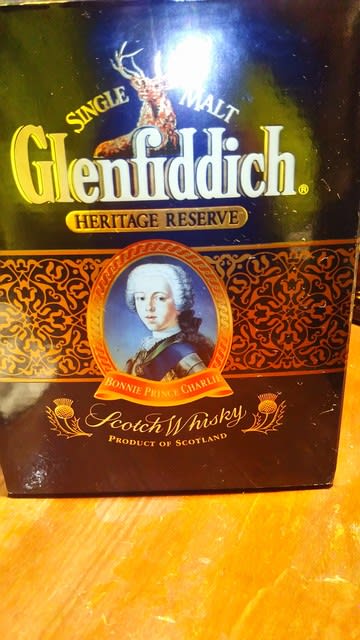 SINGLE MALT
Glenfiddich®
HERITAGE RESERVE
BONNIE PRINCE CHARLIE
Scotch Whisky
PRODUCT OF SCOTLAND